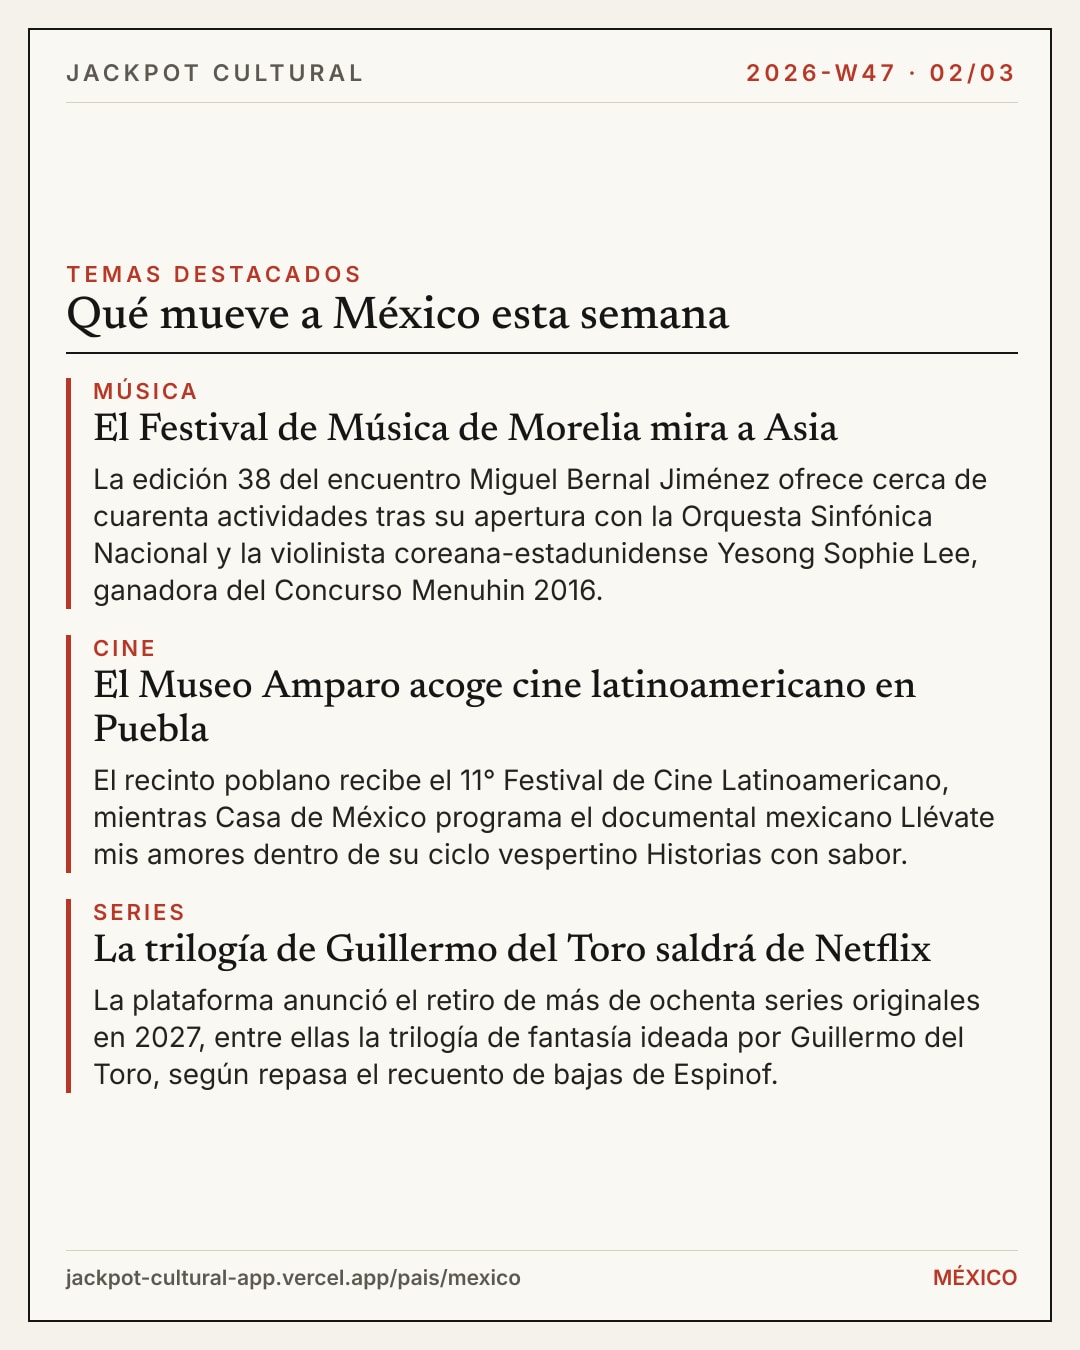 JACKPOT CULTURAL
2026-W47 · 02/03
TEMAS DESTACADOS
Qué mueve a México esta semana
MÚSICA
El Festival de Música de Morelia mira a Asia
La edición 38 del encuentro Miguel Bernal Jiménez ofrece cerca de
cuarenta actividades tras su apertura con la Orquesta Sinfónica
Nacional y la violinista coreana-estadunidense Yesong Sophie Lee,
ganadora del Concurso Menuhin 2016.
CINE
El Museo Amparo acoge cine latinoamericano en
Puebla
El recinto poblano recibe el 11° Festival de Cine Latinoamericano,
mientras Casa de México programa el documental mexicano Llévate
mis amores dentro de su ciclo vespertino Historias con sabor.
SERIES
La trilogía de Guillermo del Toro saldrá de Netflix
La plataforma anunció el retiro de más de ochenta series originales
en 2027, entre ellas la trilogía de fantasía ideada por Guillermo del
Toro, según repasa el recuento de bajas de Espinof.
jackpot-cultural-app.vercel.app/pais/mexico
MÉXICO